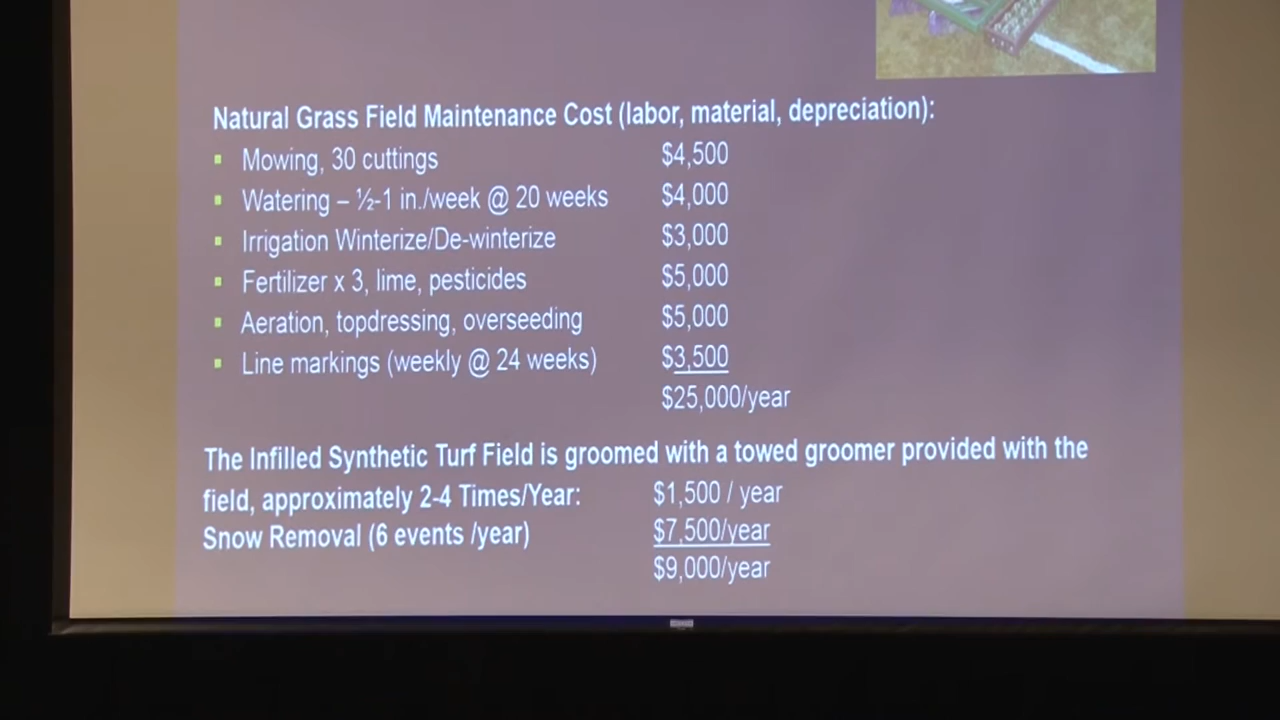 Natural Grass Field Maintenance Cost (labor, material, depreciation):
▪ Mowing, 30 cuttings $4,500
▪ Watering – ½-1 in./week @ 20 weeks $4,000
▪ Irrigation Winterize/De-winterize $3,000
▪ Fertilizer x 3, lime, pesticides $5,000
▪ Aeration, topdressing, overseeding $5,000
▪ Line markings (weekly @ 24 weeks) $3,500
$25,000/year
The Infilled Synthetic Turf Field is groomed with a towed groomer provided with the
field, approximately 2-4 Times/Year: $1,500 / year
Snow Removal (6 events /year) $7,500/year
$9,000/year